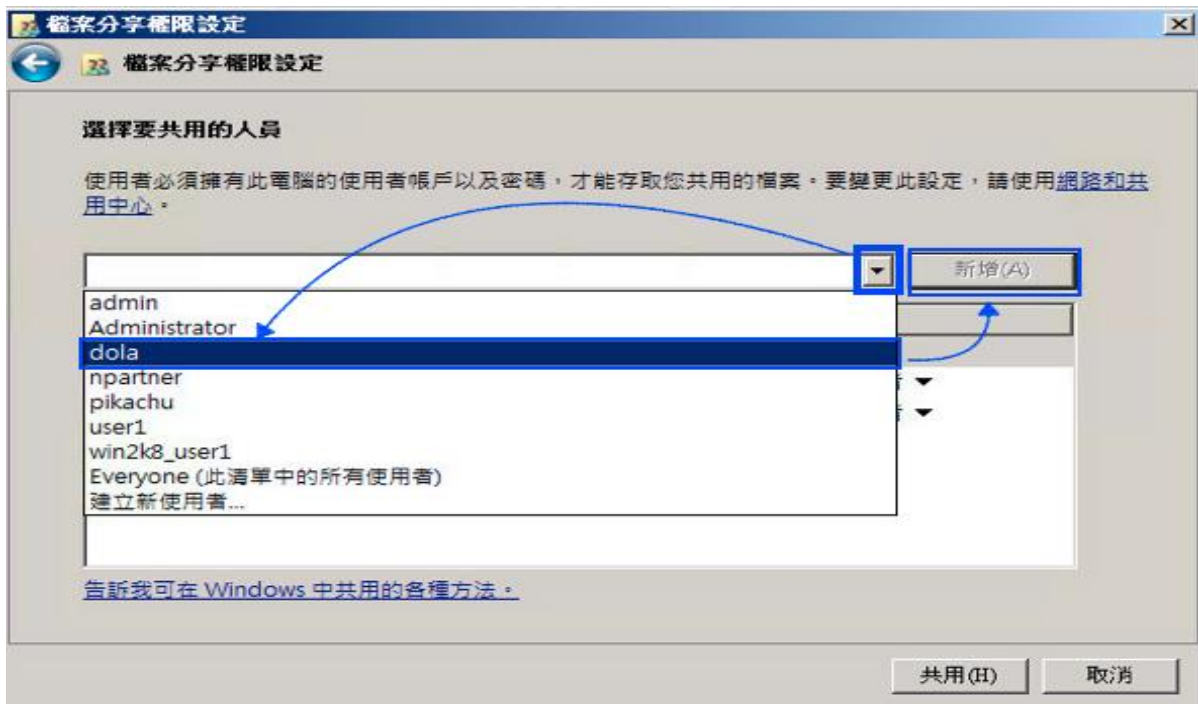 檔案分享權限設定
檔案分享權限設定
選擇要共用的人員
使用者必須擁有此電腦的使用者帳戶以及密碼，才能存取您共用的檔案。要變更此設定，請使用網路和共
用中心。
新增(A)
admin
Administrator
dola
npartner
pikachu
user1
win2k8_user1
Everyone (此清單中的所有使用者)
建立新使用者...
告訴我可在 Windows 中共用的各種方法。
共用(H) 取消